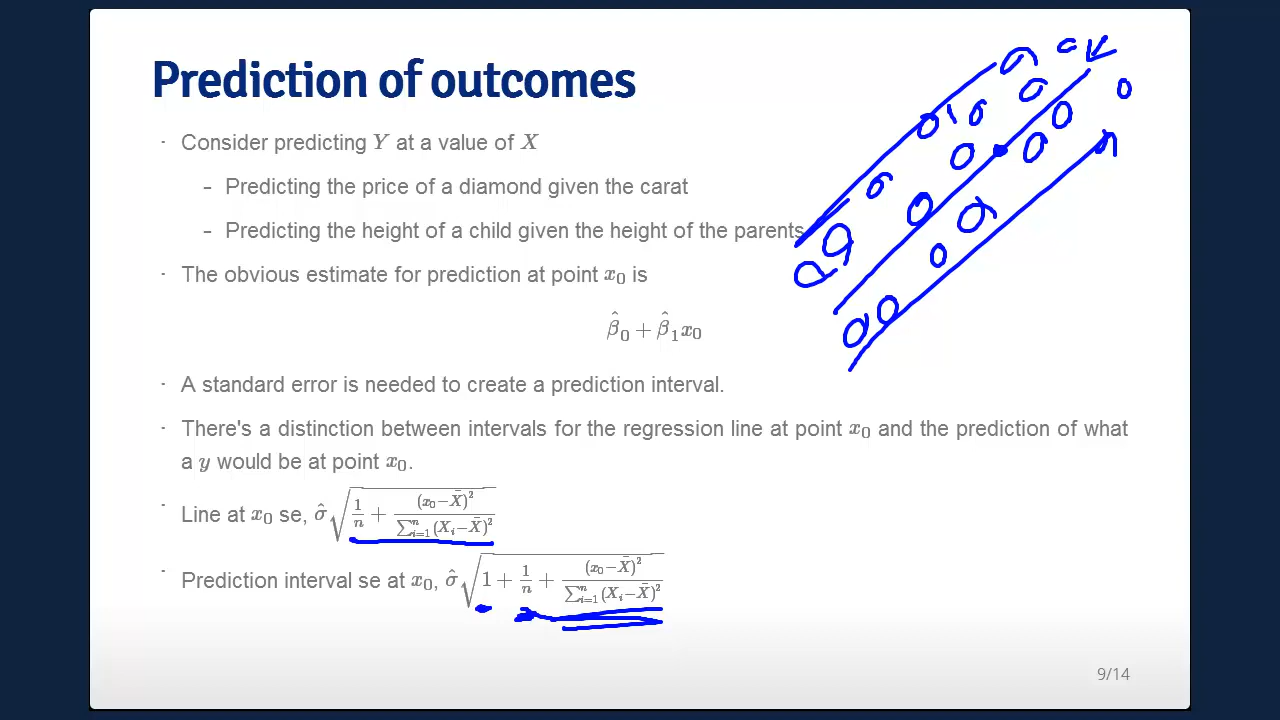 Prediction of outcomes
· Consider predicting Y at a value of X
- Predicting the price of a diamond given the carat
- Predicting the height of a child given the height of the parents
· The obvious estimate for prediction at point x₀ is
β̂₀ + β̂₁x₀
· A standard error is needed to create a prediction interval.
· There's a distinction between intervals for the regression line at point x₀ and the prediction of what
a y would be at point x₀.
· Line at x₀ se, σ̂√(1/n + (x₀−X̄)²/∑ⁿᵢ₌₁(Xᵢ−X̄)²)
· Prediction interval se at x₀, σ̂√(1 + 1/n + (x₀−X̄)²/∑ⁿᵢ₌₁(Xᵢ−X̄)²)
9/14